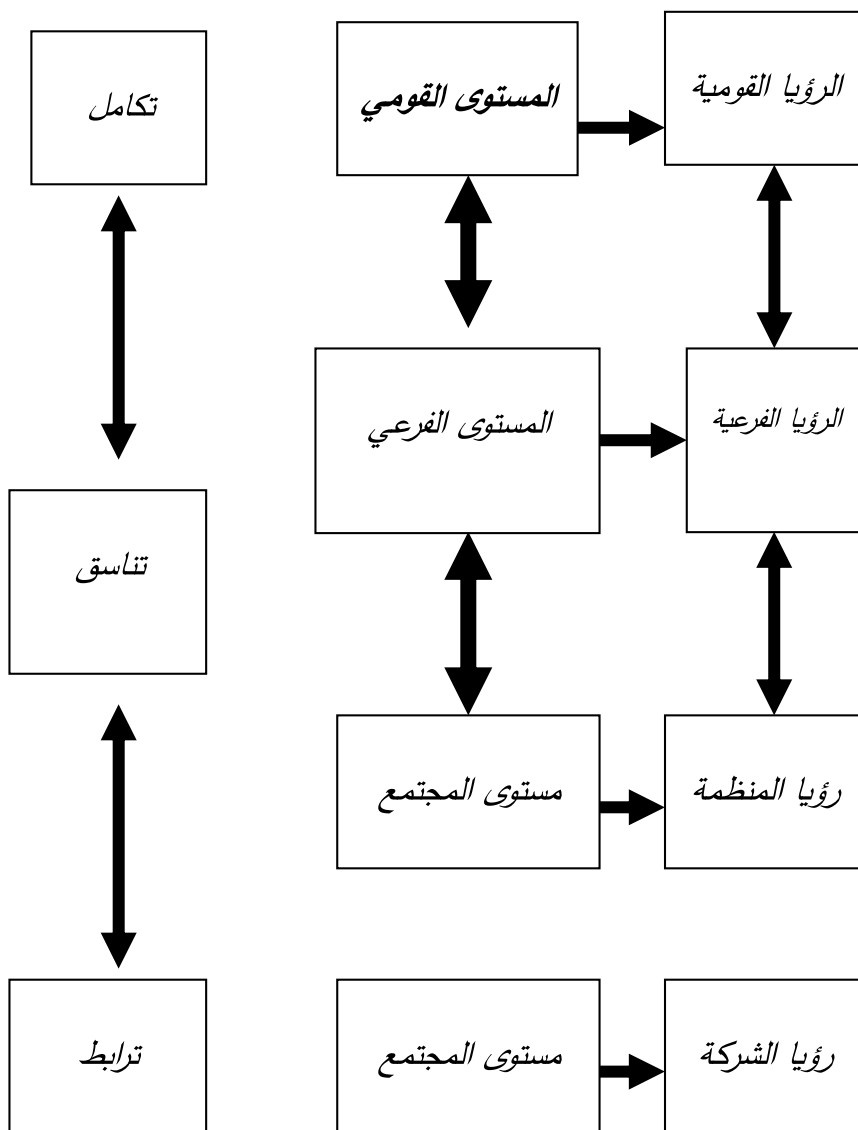 الرؤيا القومية
المستوى القومي
تكامل
الرؤيا الفرعية
المستوى الفرعي
تناسق
رؤيا المنظمة
مستوى المجتمع
رؤيا الشركة
مستوى المجتمع
ترابط